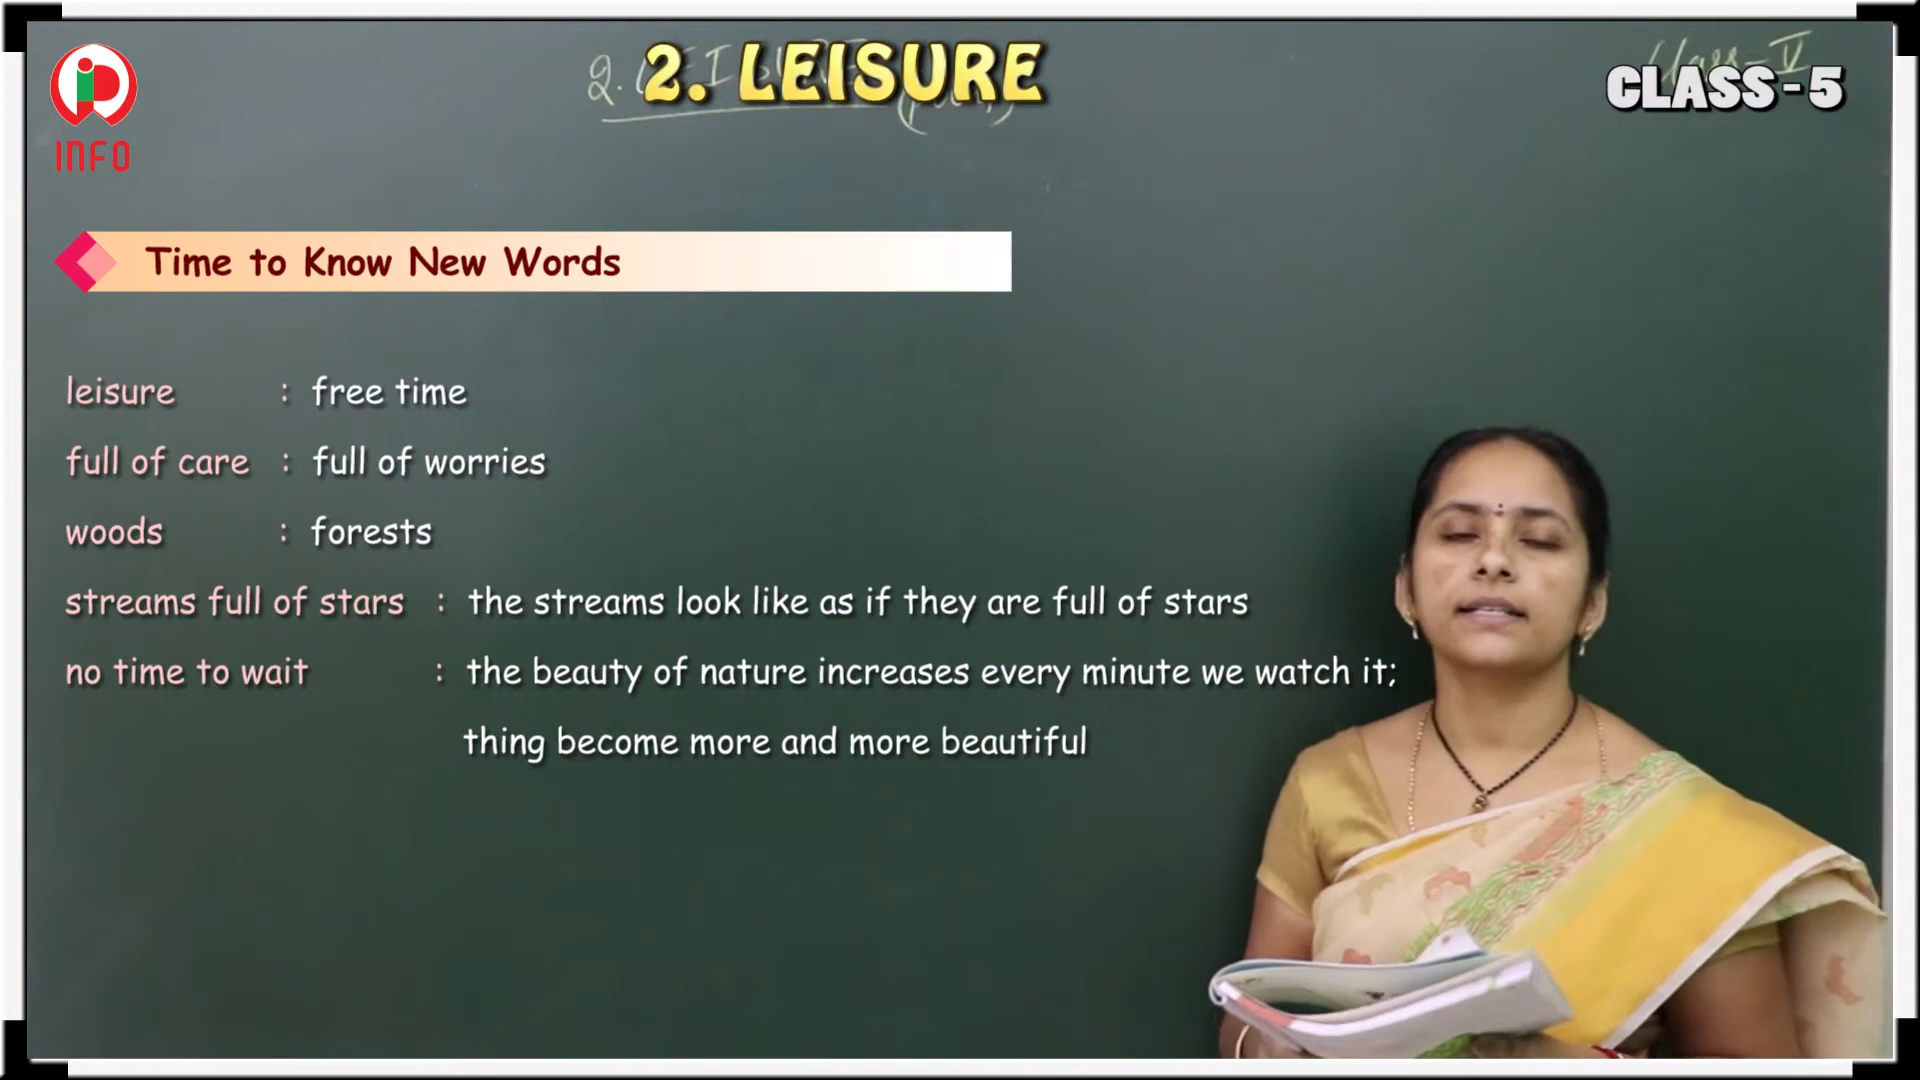 2. LEISURE
CLASS-5
Class-V
INFO
Time to Know New Words
leisure : free time
full of care : full of worries
woods : forests
streams full of stars : the streams look like as if they are full of stars
no time to wait : the beauty of nature increases every minute we watch it;
thing become more and more beautiful